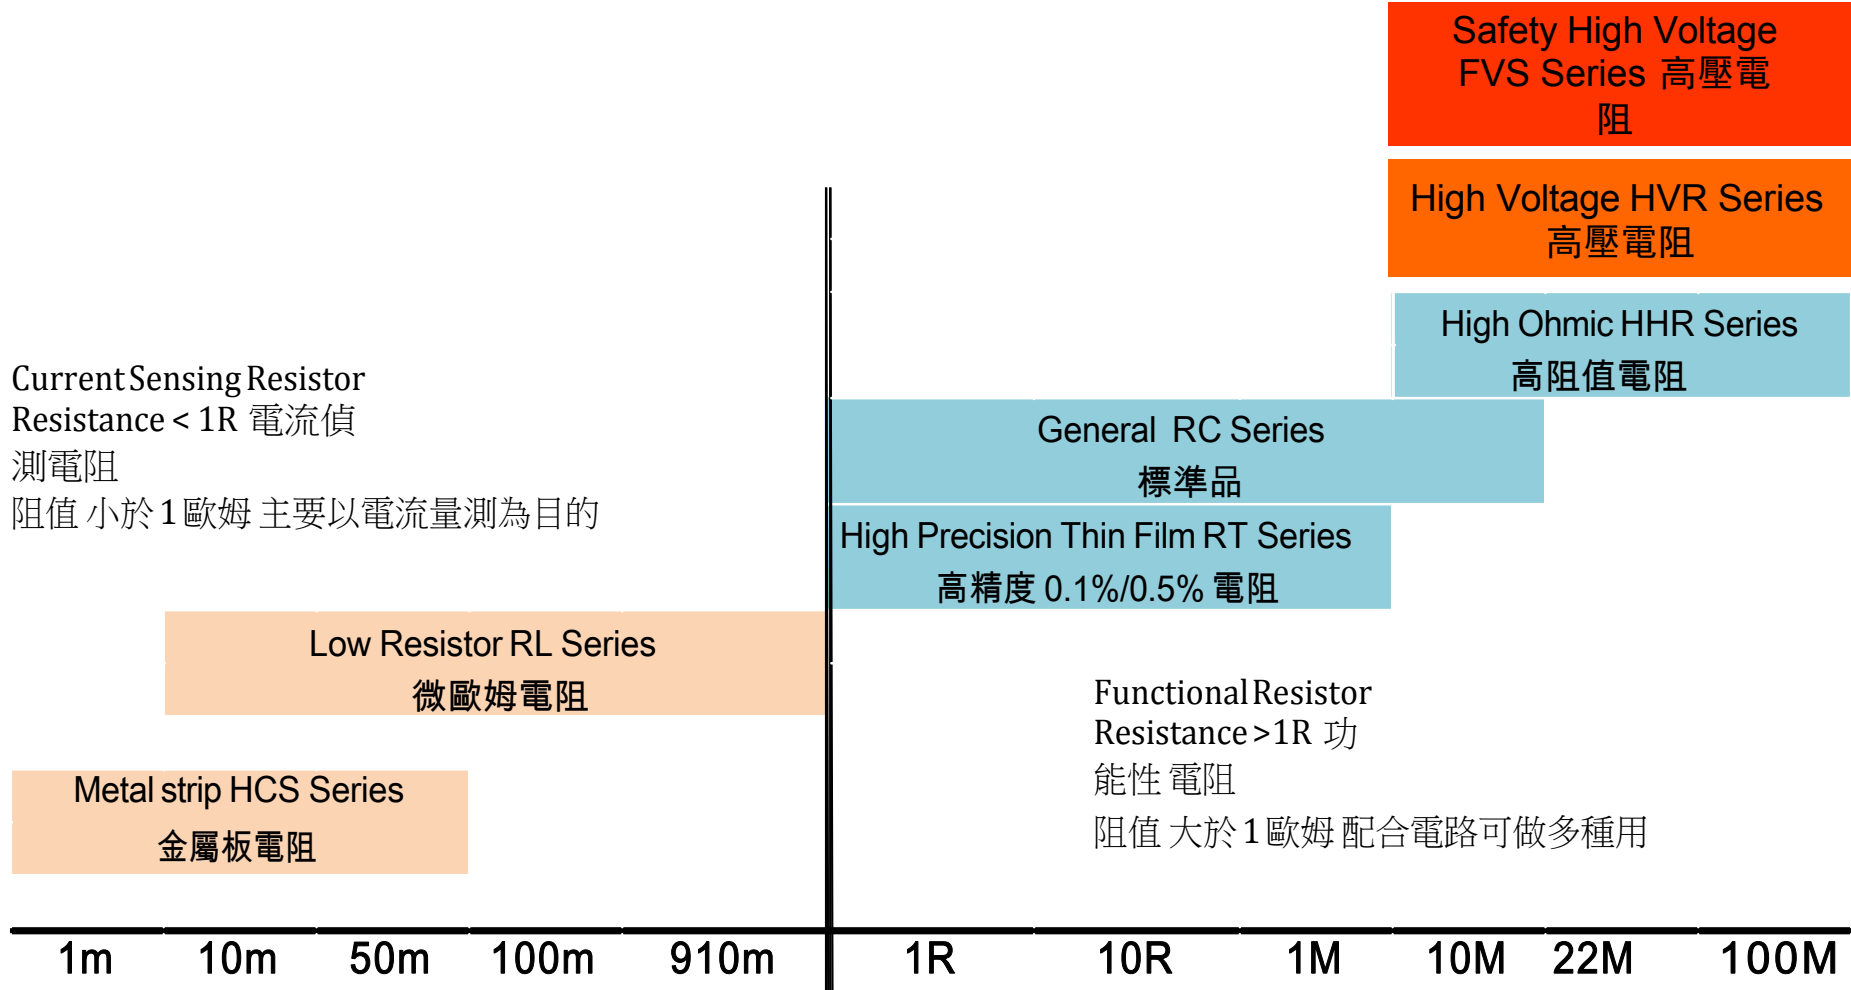 Safety High Voltage
FVS Series 高壓電
阻
High Voltage HVR Series
高壓電阻
High Ohmic HHR Series
高阻值電阻
Current Sensing Resistor
Resistance < 1R 電流偵
測電阻
阻值 小於 1 歐姆 主要以電流量測為目的
General RC Series
標準品
High Precision Thin Film RT Series
高精度 0.1%/0.5% 電阻
Low Resistor RL Series
微歐姆電阻
Functional Resistor
Resistance >1R 功
能性 電阻
阻值 大於 1 歐姆 配合電路可做多種用
Metal strip HCS Series
金屬板電阻
1m 10m 50m 100m 910m 1R 10R 1M 10M 22M 100M